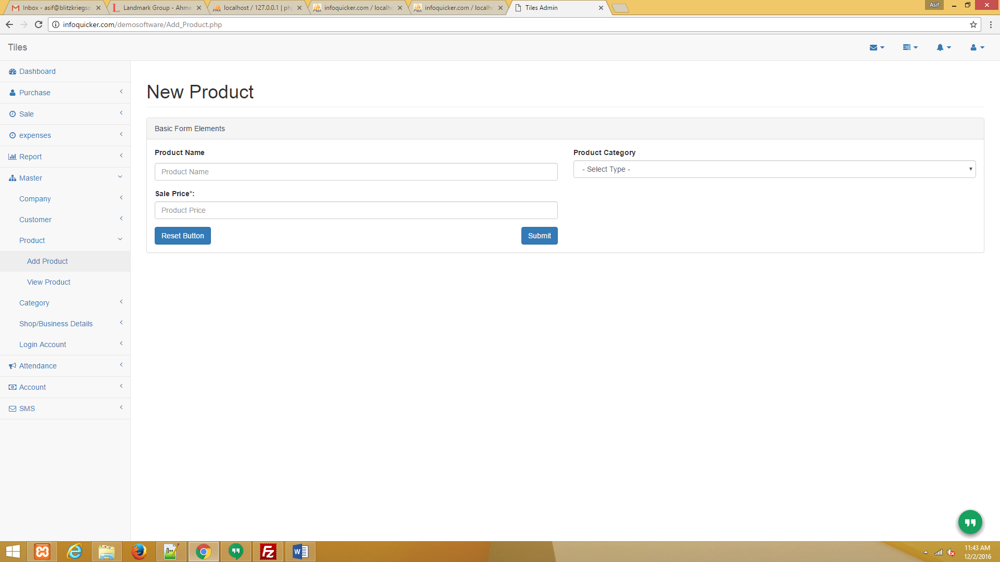 Inbox - asif@blitzkriegso
Landmark Group - Ahme
localhost / 127.0.0.1 | ph
infoquicker.com / localh
infoquicker.com / localh
Tiles Admin
Asif
infoquicker.com/demosoftware/Add_Product.php
Tiles
Dashboard
Purchase
Sale
expenses
Report
Master
Company
Customer
Product
Add Product
View Product
Category
Shop/Business Details
Login Account
Attendance
Account
SMS
New Product
Basic Form Elements
Product Name
Product Name
Product Category
- Select Type -
Sale Price*:
Product Price
Reset Button
Submit
11:43 AM
12/2/2016